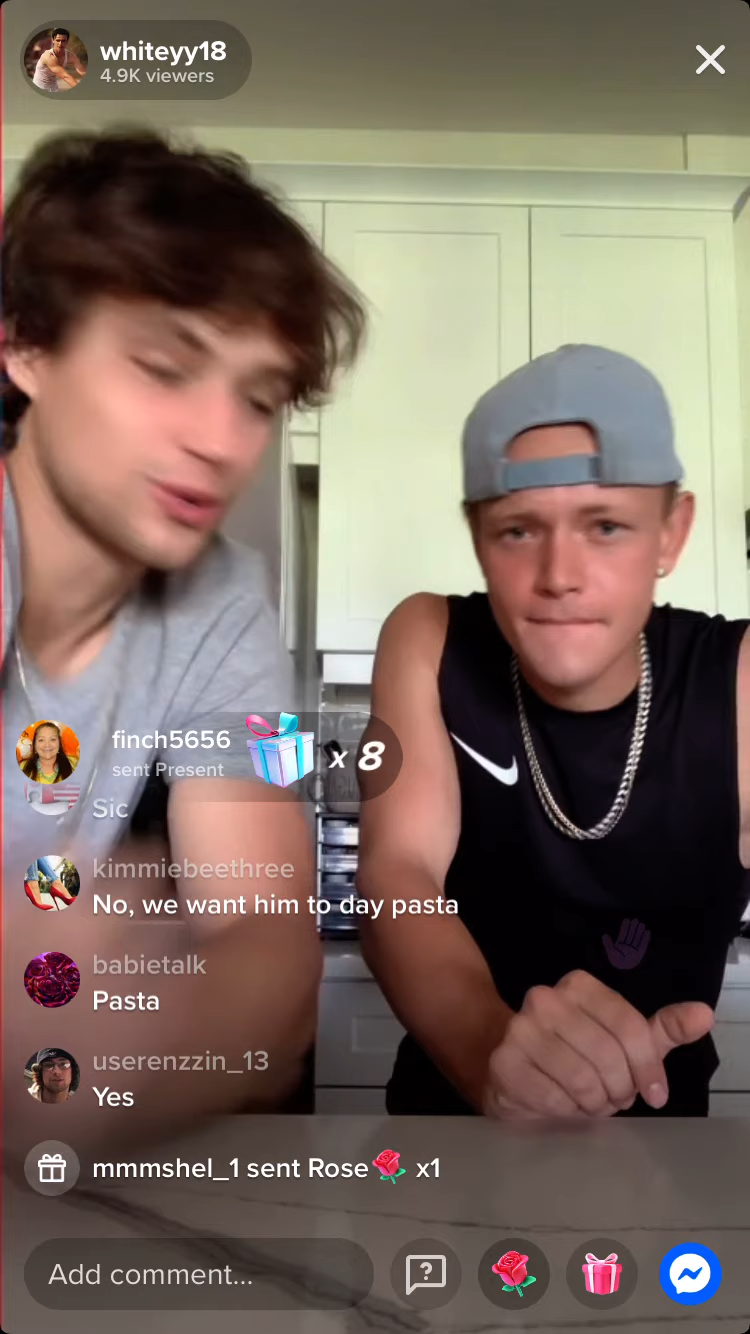 whiteyy18
4.9K viewers
finch5656
sent Present
x 8
Sic
kimmiebeethree
No, we want him to day pasta
babietalk
Pasta
userenzzin_13
Yes
mmmshel_1 sent Rose x1
Add comment...
?